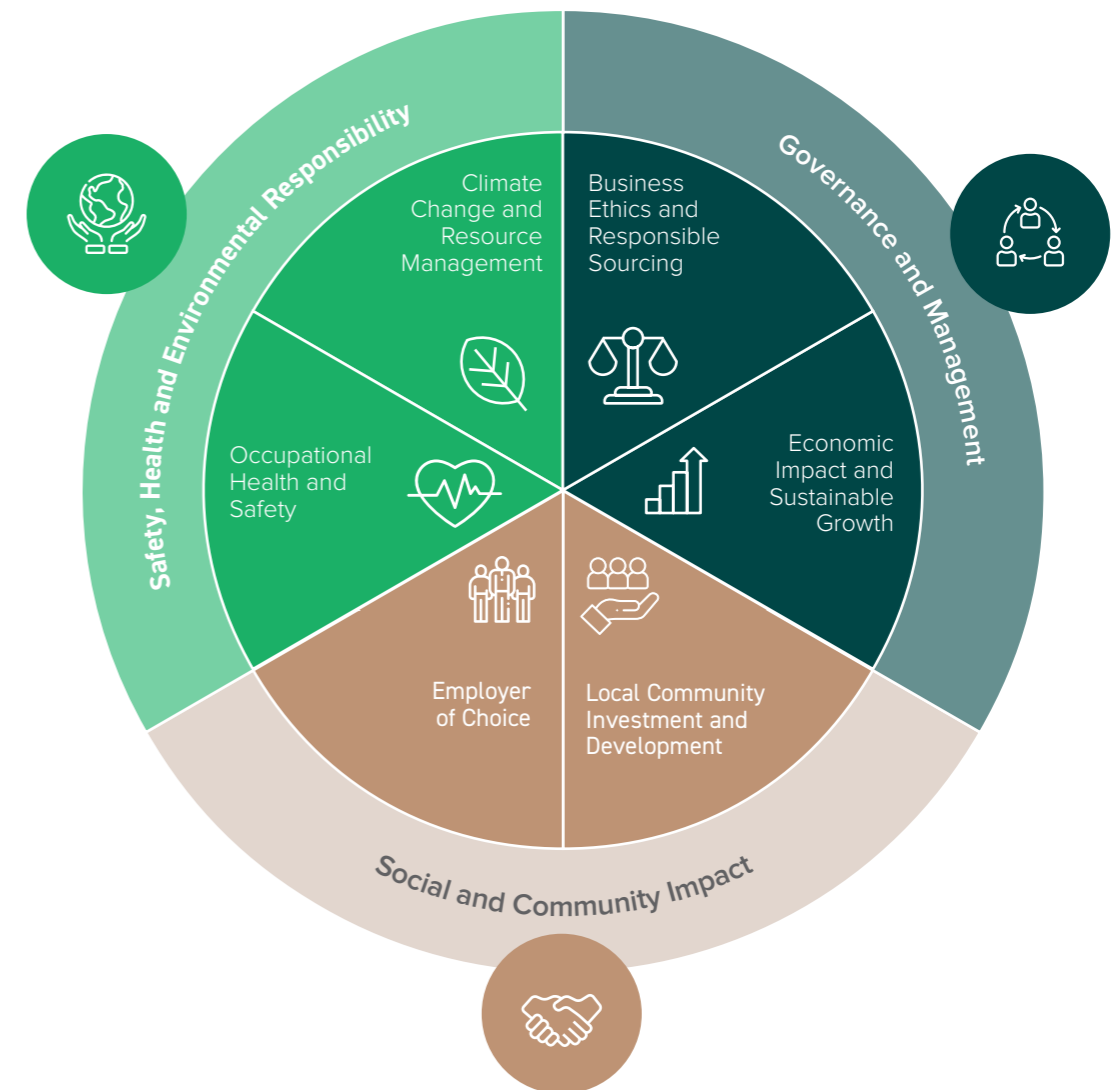 Safety, Health and Environmental Responsibility
Governance and Management
Climate
Change and
Resource
Management
Business
Ethics and
Responsible
Sourcing
Occupational
Health and
Safety
Economic
Impact and
Sustainable
Growth
Employer
of Choice
Local Community
Investment and
Development
Social and Community Impact